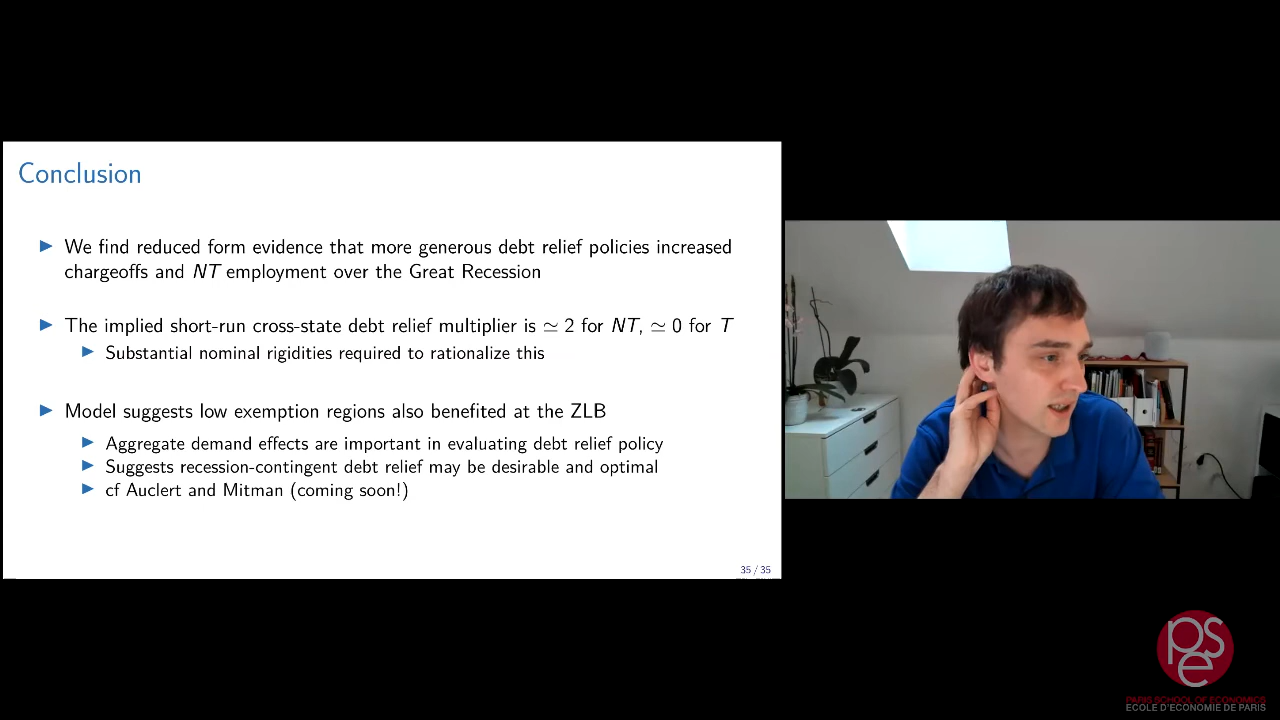 Conclusion
We find reduced form evidence that more generous debt relief policies increased
chargeoffs and NT employment over the Great Recession
The implied short-run cross-state debt relief multiplier is ≃ 2 for NT, ≃ 0 for T
Substantial nominal rigidities required to rationalize this
Model suggests low exemption regions also benefited at the ZLB
Aggregate demand effects are important in evaluating debt relief policy
Suggests recession-contingent debt relief may be desirable and optimal
cf Auclert and Mitman (coming soon!)
35 / 35
pse
PARIS SCHOOL OF ECONOMICS
ECOLE D'ECONOMIE DE PARIS